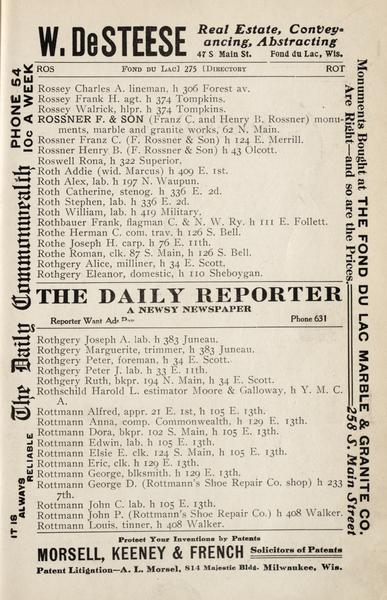 W. DeSTEESE
Real Estate, Convey-
ancing, Abstracting
47 S Main St. Fond du Lac, Wis.
ROS FOND DU LAC] 275 [DIRECTORY ROT
Rossey Charles A. lineman, h 306 Forest av.
Rossey Frank H. agt. h 374 Tompkins.
Rossey Walrick, hlpr. h 374 Tompkins.
ROSSNER F. & SON (Franz C. and Henry B. Rossner) monu-
ments, marble and granite works, 62 N. Main.
Rossner Franz C. (F. Rossner & Son) h 124 E. Merrill.
Rossner Henry B. (F. Rossner & Son) h 43 Olcott.
Roswell Rona, h 322 Superior.
Roth Addie (wid. Marcus) h 409 E. 1st.
Roth Alex, lab. h 197 N. Waupun.
Roth Catherine, stenog. h 336 E. 2d.
Roth Stephen, lab. h 336 E. 2d.
Roth William, lab. h 419 Military.
Rothbauer Frank, flagman C. & N. W. Ry. h 111 E. Follett.
Rothe Herman C. com. trav, h 126 S. Bell.
Rothe Joseph H. carp. h 76 E. 11th.
Rothe Roman, clk. 87 S. Main, h 126 S. Bell.
Rothgery Alice, milliner, h 34 E. Scott.
Rothgery Eleanor, domestic, h 110 Sheboygan.
THE DAILY REPORTER
A NEWSY NEWSPAPER
Reporter Want Ads Pay Phone 631
Rothgery Joseph A. lab. h 383 Juneau.
Rothgery Marguerite, trimmer, h 383 Juneau.
Rothgery Peter, foreman, h 34 E. Scott.
Rothgery Peter J. lab. h 33 E. 11th.
Rothgery Ruth, bkpr. 194 N. Main, h 34 E. Scott.
Rothschild Harold L. estimator Moore & Galloway, h Y. M. C.
A.
Rottmann Alfred, appr. 21 E. 1st, h 105 E. 13th.
Rottmann Anna, comp. Commonwealth, h 129 E. 13th.
Rottmann Dora, bkpr. 102 S. Main, h 105 E. 13th.
Rottmann Edwin, lab. h 105 E. 13th.
Rottmann Elsie E. clk. 124 S. Main, h 105 E. 13th.
Rottmann Eric, clk. h 129 E. 13th.
Rottmann George, blksmith, h 129 E. 13th.
Rottmann George D. (Rottmann's Shoe Repair Co. shop) h 233
7th.
Rottmann John C. lab. h 105 E. 13th.
Rottmann John P. (Rottmann's Shoe Repair Co.) h 408 Walker.
Rottmann Louis, tinner, h 408 Walker.
Protect Your Inventions by Patents
MORSELL, KEENEY & FRENCH Solicitors of Patents
Patent Litigation—A. L. Morsel, 814 Majestic Bldg. Milwaukee, Wis.
IT IS ALWAYS RELIABLE
The Daily Commonwealth
PHONE 54
10c A WEEK
Monuments Bought at THE FOND DU LAC MARBLE & GRANITE CO.
Are Right—and so are the Prices. 258 S. Main Street